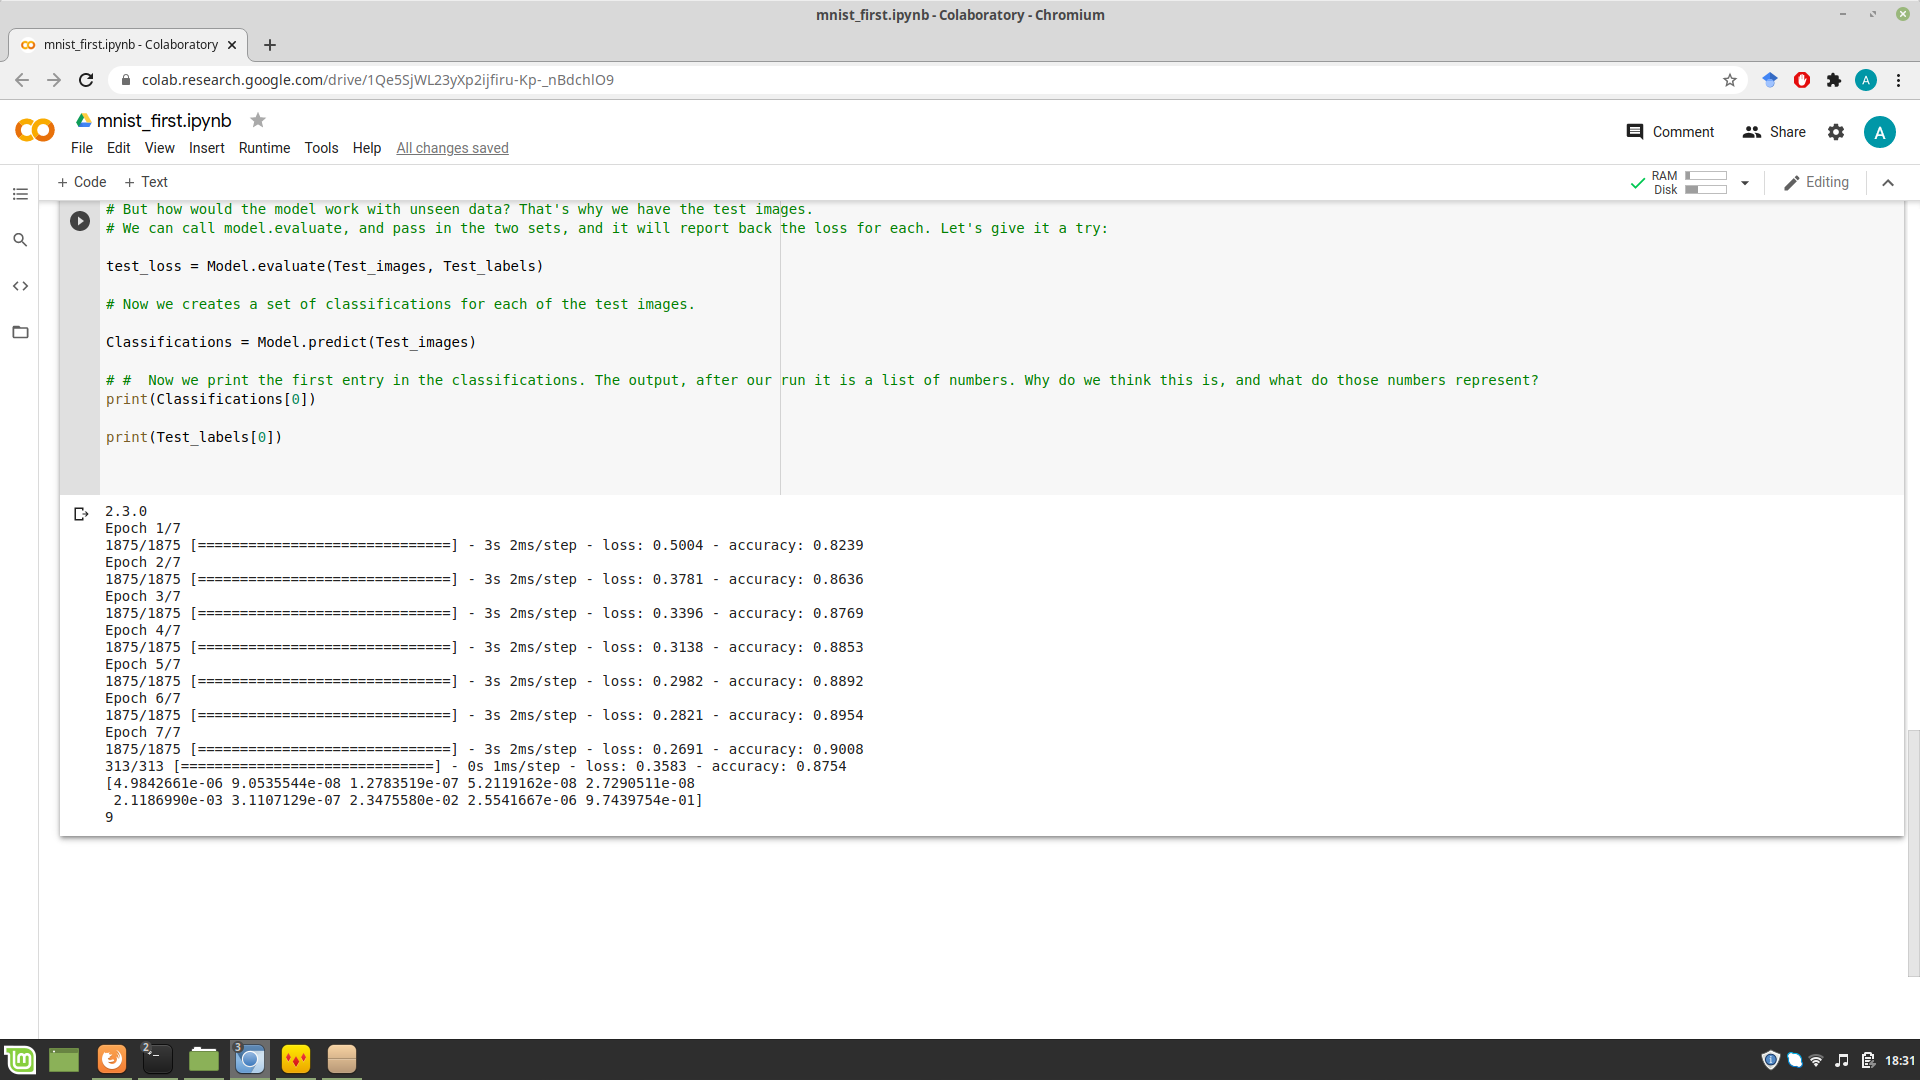 mnist_first.ipynb - Colaboratory - Chromium
mnist_first.ipynb - Colaboratory
colab.research.google.com/drive/1Qe5SjWL23yXp2ijfiru-Kp-_nBdchlO9
A
mnist_first.ipynb
Comment
Share
A
File Edit View Insert Runtime Tools Help All changes saved
+ Code + Text
RAM
Disk
Editing
# But how would the model work with unseen data? That's why we have the test images.
# We can call model.evaluate, and pass in the two sets, and it will report back the loss for each. Let's give it a try:
test_loss = Model.evaluate(Test_images, Test_labels)
# Now we creates a set of classifications for each of the test images.
Classifications = Model.predict(Test_images)
# #  Now we print the first entry in the classifications. The output, after our run it is a list of numbers. Why do we think this is, and what do those numbers represent?
print(Classifications[0])
print(Test_labels[0])
2.3.0
Epoch 1/7
1875/1875 [==============================] - 3s 2ms/step - loss: 0.5004 - accuracy: 0.8239
Epoch 2/7
1875/1875 [==============================] - 3s 2ms/step - loss: 0.3781 - accuracy: 0.8636
Epoch 3/7
1875/1875 [==============================] - 3s 2ms/step - loss: 0.3396 - accuracy: 0.8769
Epoch 4/7
1875/1875 [==============================] - 3s 2ms/step - loss: 0.3138 - accuracy: 0.8853
Epoch 5/7
1875/1875 [==============================] - 3s 2ms/step - loss: 0.2982 - accuracy: 0.8892
Epoch 6/7
1875/1875 [==============================] - 3s 2ms/step - loss: 0.2821 - accuracy: 0.8954
Epoch 7/7
1875/1875 [==============================] - 3s 2ms/step - loss: 0.2691 - accuracy: 0.9008
313/313 [==============================] - 0s 1ms/step - loss: 0.3583 - accuracy: 0.8754
[4.9842661e-06 9.0535544e-08 1.2783519e-07 5.2119162e-08 2.7290511e-08
 2.1186990e-03 3.1107129e-07 2.3475580e-02 2.5541667e-06 9.7439754e-01]
9
2
3
18:31